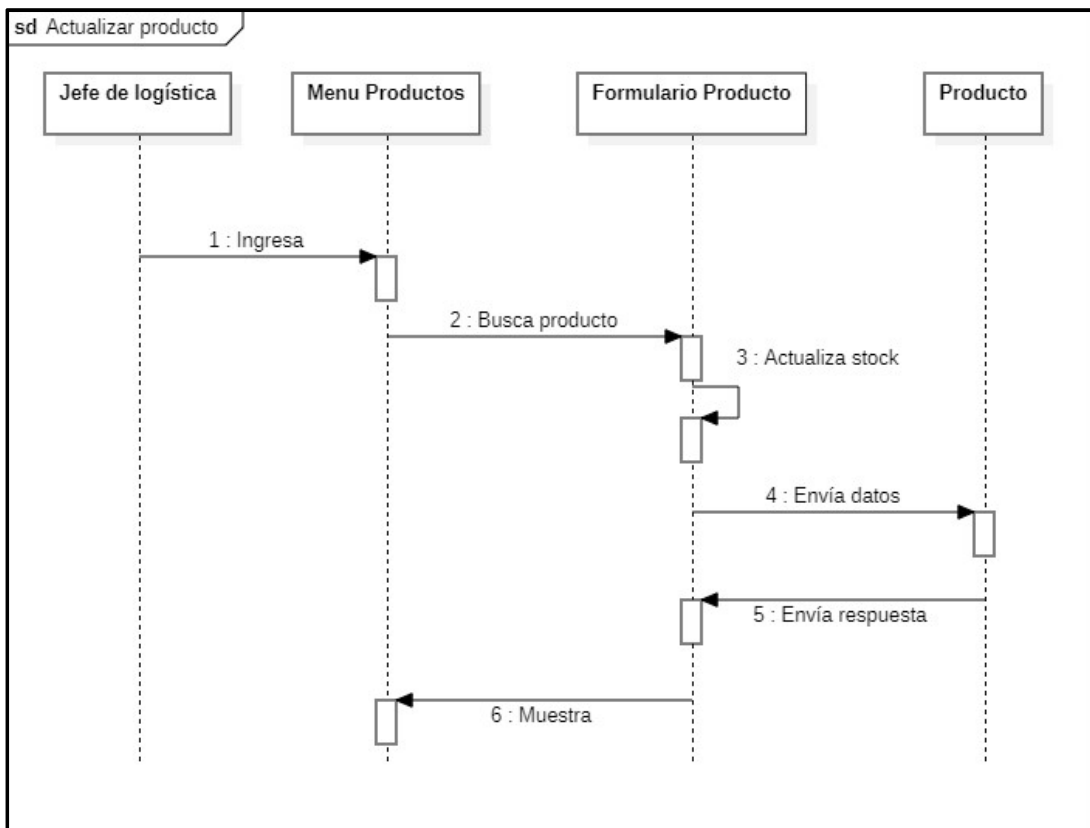 sd Actualizar producto
Jefe de logística
Menu Productos
Formulario Producto
Producto
1 : Ingresa
2 : Busca producto
3 : Actualiza stock
4 : Envía datos
5 : Envía respuesta
6 : Muestra